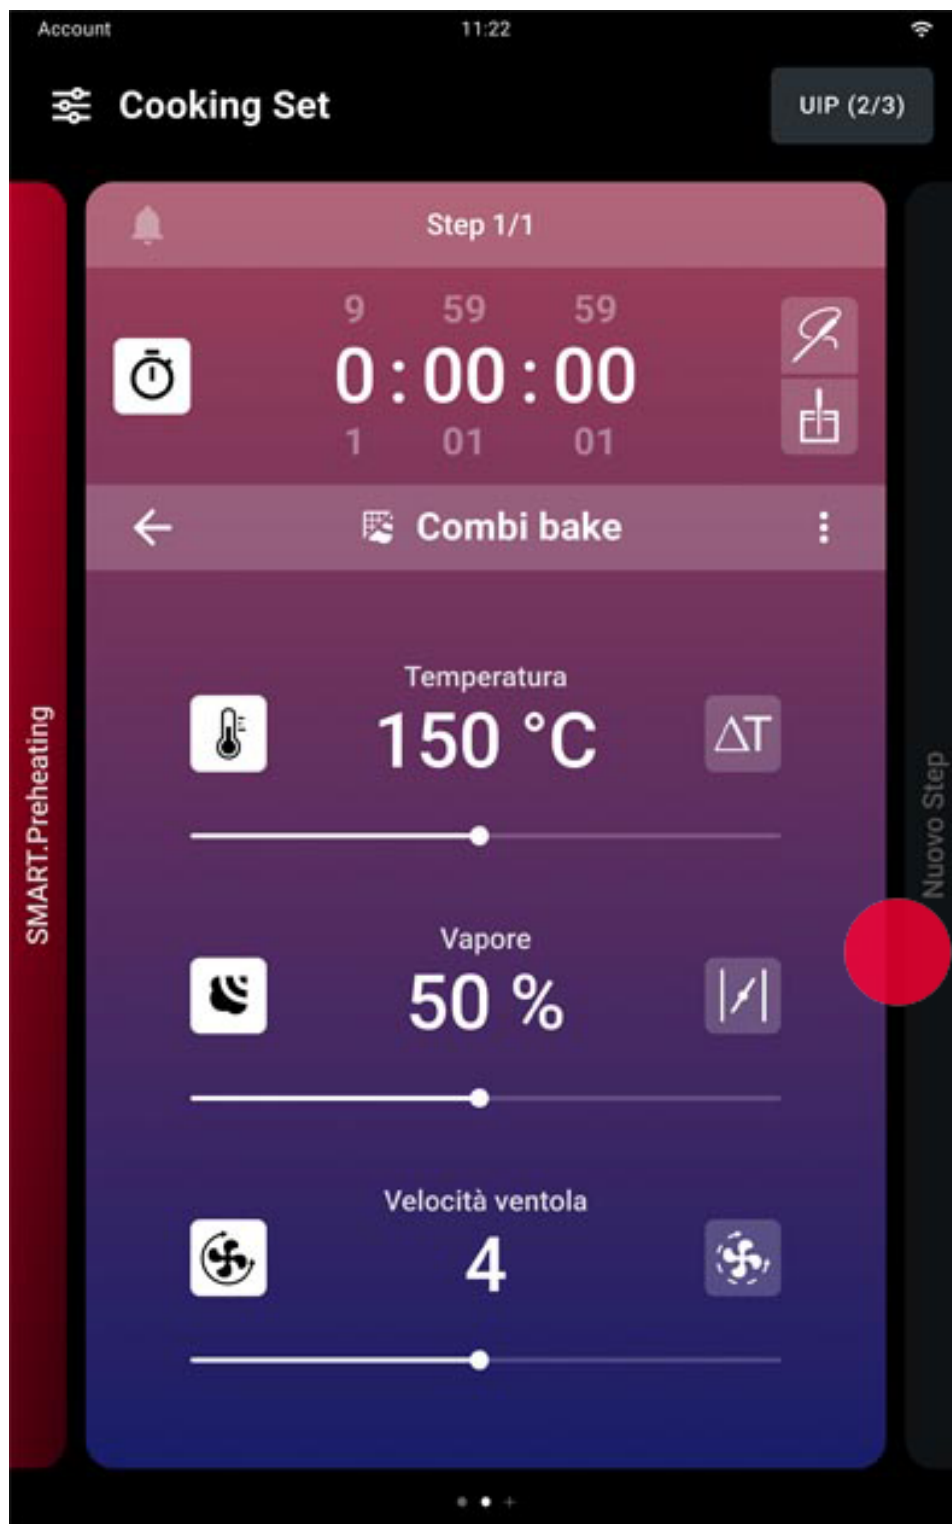 Account 11:22
Cooking Set UIP (2/3)
Step 1/1
9 59 59
0 : 00 : 00
1 01 01
Combi bake
Temperatura
150 °C
ΔT
SMART.Preheating
Nuovo Step
Vapore
50 %
Velocità ventola
4